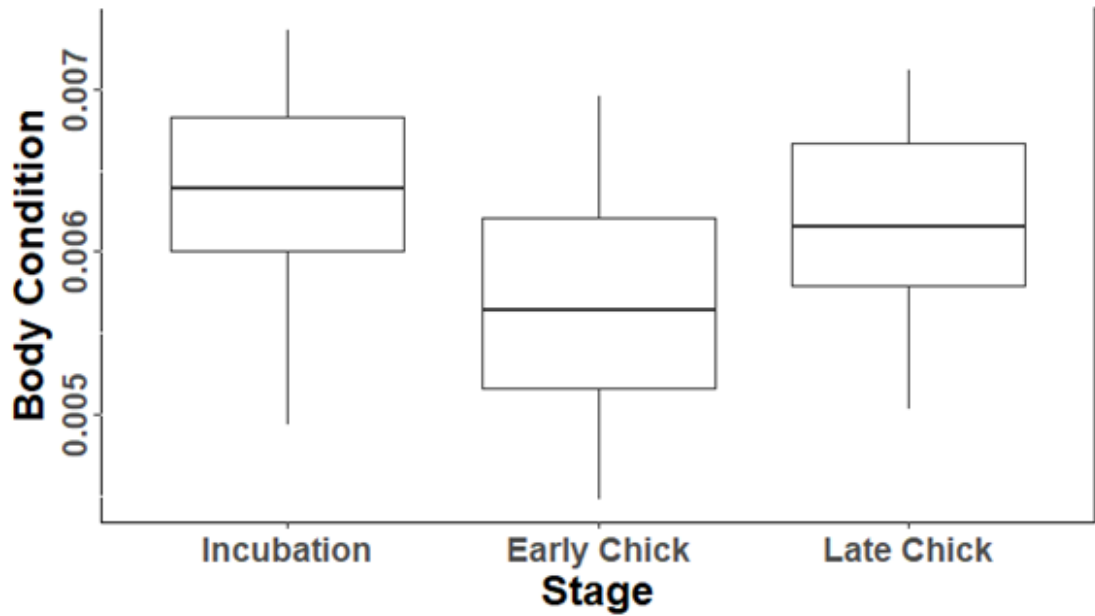 Body Condition
0.007
0.006
0.005
Incubation
Early Chick
Late Chick
Stage